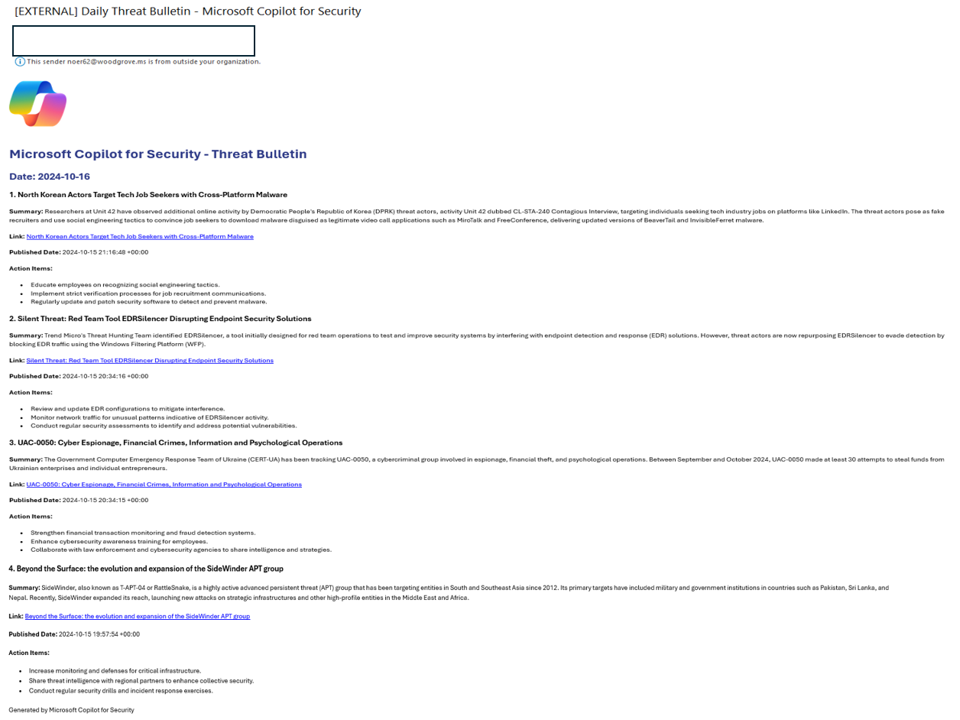 [EXTERNAL] Daily Threat Bulletin - Microsoft Copilot for Security
This sender noer62@woodgrove.ms is from outside your organization.
Microsoft Copilot for Security - Threat Bulletin
Date: 2024-10-16
1. North Korean Actors Target Tech Job Seekers with Cross-Platform Malware
Summary: Researchers at Unit 42 have observed additional online activity by Democratic People's Republic of Korea (DPRK) threat actors, activity Unit 42 dubbed CL-STA-240 Contagious Interview, targeting individuals seeking tech industry jobs on platforms like LinkedIn. The threat actors pose as fake
recruiters and use social engineering tactics to convince job seekers to download malware disguised as legitimate video call applications such as MiroTalk and FreeConference, delivering updated versions of BeaverTail and InvisibleFerret malware.
Link: North Korean Actors Target Tech Job Seekers with Cross-Platform Malware
Published Date: 2024-10-15 21:16:48 +00:00
Action Items:
• Educate employees on recognizing social engineering tactics.
• Implement strict verification processes for job recruitment communications.
• Regularly update and patch security software to detect and prevent malware.
2. Silent Threat: Red Team Tool EDRSilencer Disrupting Endpoint Security Solutions
Summary: Trend Micro's Threat Hunting Team identified EDRSilencer, a tool initially designed for red team operations to test and improve security systems by interfering with endpoint detection and response (EDR) solutions. However, threat actors are now repurposing EDRSilencer to evade detection by
blocking EDR traffic using the Windows Filtering Platform (WFP).
Link: Silent Threat: Red Team Tool EDRSilencer Disrupting Endpoint Security Solutions
Published Date: 2024-10-15 20:34:16 +00:00
Action Items:
• Review and update EDR configurations to mitigate interference.
• Monitor network traffic for unusual patterns indicative of EDRSilencer activity.
• Conduct regular security assessments to identify and address potential vulnerabilities.
3. UAC-0050: Cyber Espionage, Financial Crimes, Information and Psychological Operations
Summary: The Government Computer Emergency Response Team of Ukraine (CERT-UA) has been tracking UAC-0050, a cybercriminal group involved in espionage, financial theft, and psychological operations. Between September and October 2024, UAC-0050 made at least 30 attempts to steal funds from
Ukrainian enterprises and individual entrepreneurs.
Link: UAC-0050: Cyber Espionage, Financial Crimes, Information and Psychological Operations
Published Date: 2024-10-15 20:34:15 +00:00
Action Items:
• Strengthen financial transaction monitoring and fraud detection systems.
• Enhance cybersecurity awareness training for employees.
• Collaborate with law enforcement and cybersecurity agencies to share intelligence and strategies.
4. Beyond the Surface: the evolution and expansion of the SideWinder APT group
Summary: SideWinder, also known as T-APT-04 or RattleSnake, is a highly active advanced persistent threat (APT) group that has been targeting entities in South and Southeast Asia since 2012. Its primary targets have included military and government institutions in countries such as Pakistan, Sri Lanka, and
Nepal. Recently, SideWinder expanded its reach, launching new attacks on strategic infrastructures and other high-profile entities in the Middle East and Africa.
Link: Beyond the Surface: the evolution and expansion of the SideWinder APT group
Published Date: 2024-10-15 19:57:54 +00:00
Action Items:
• Increase monitoring and defenses for critical infrastructure.
• Share threat intelligence with regional partners to enhance collective security.
• Conduct regular security drills and incident response exercises.
Generated by Microsoft Copilot for Security